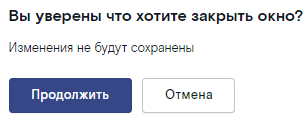 Вы уверены что хотите закрыть окно?
Изменения не будут сохранены
Продолжить
Отмена